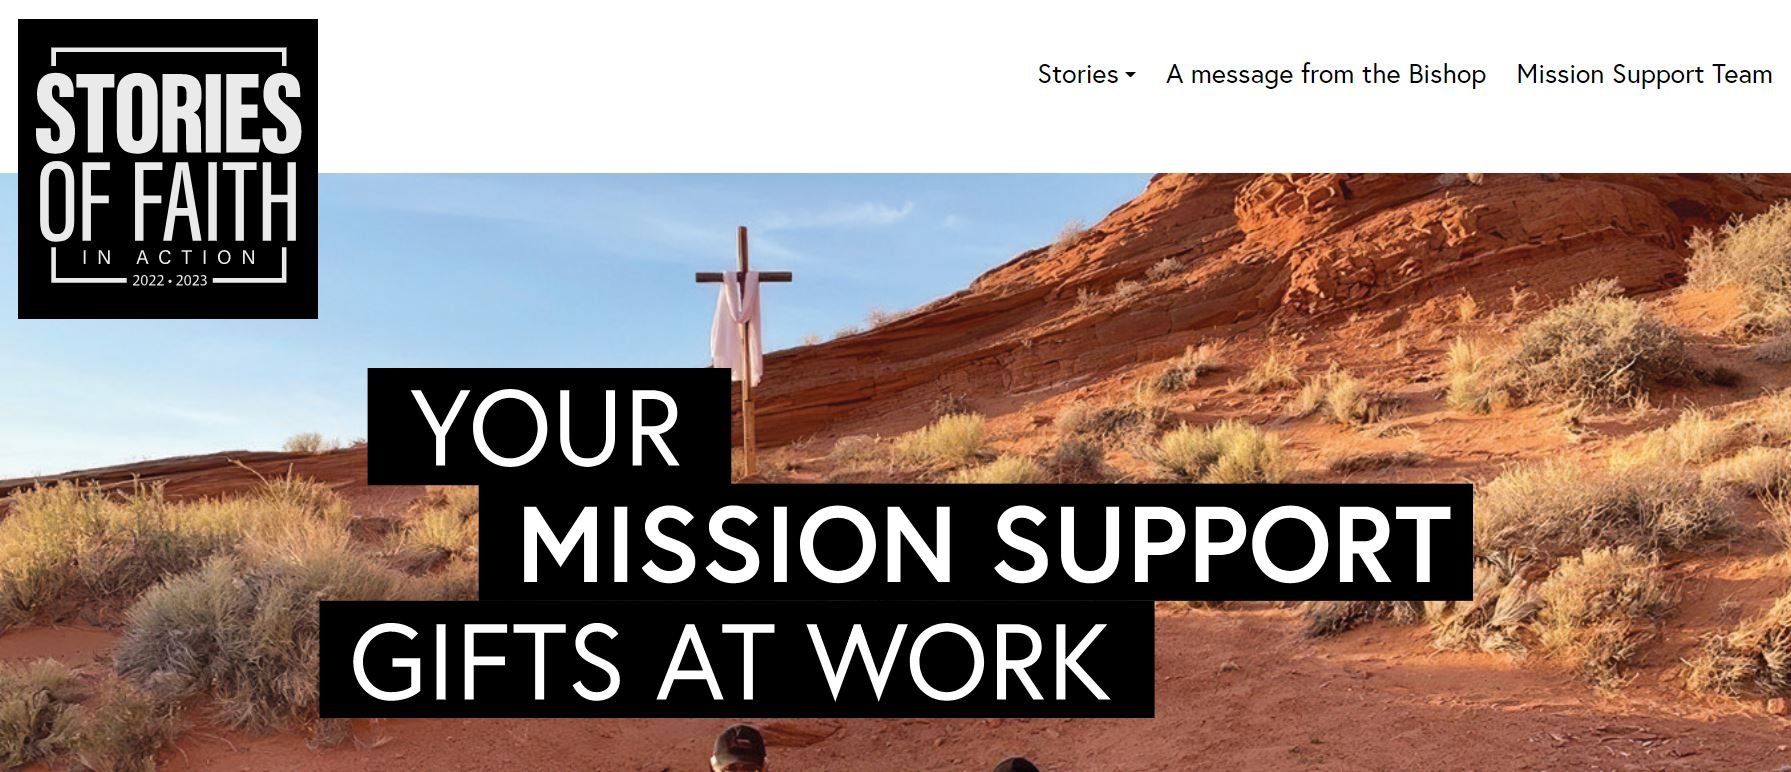 STORIES
OF FAITH
IN ACTION
2022 • 2023
Stories
A message from the Bishop
Mission Support Team
YOUR
MISSION SUPPORT
GIFTS AT WORK